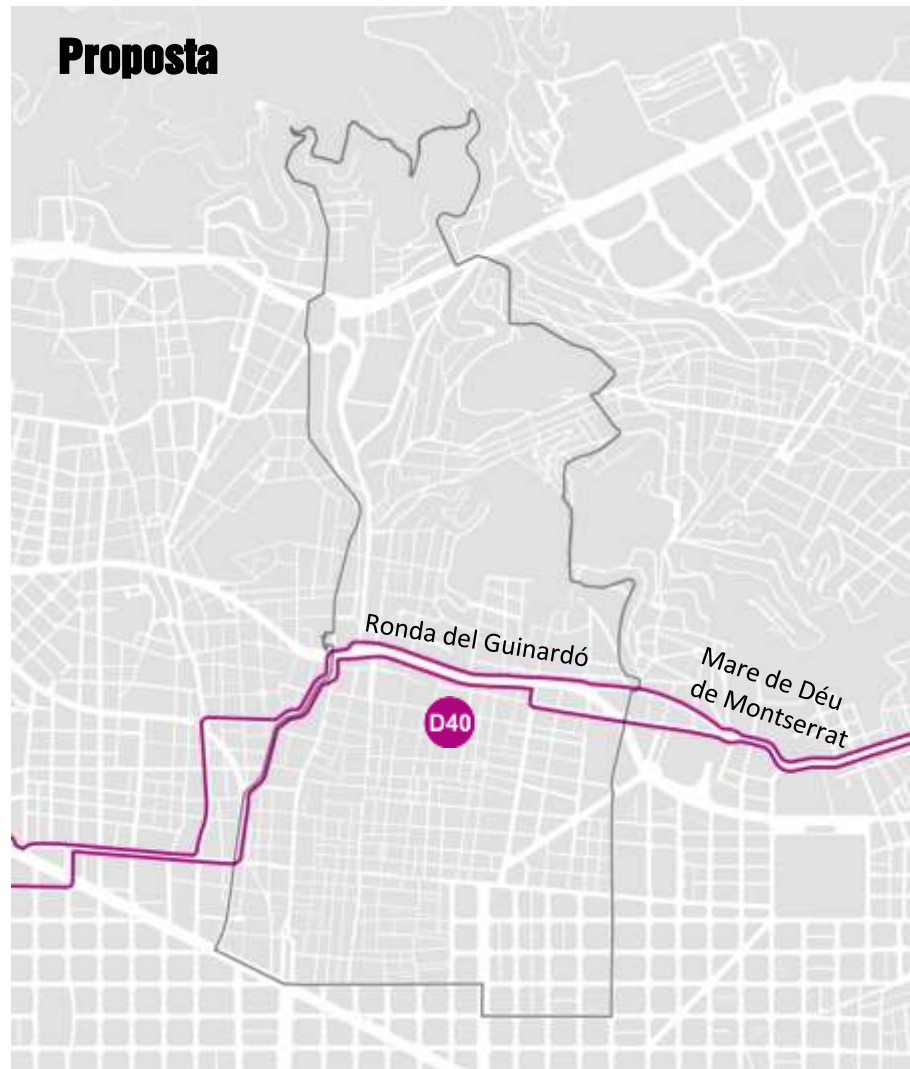 Proposta
Ronda del Guinardó
Mare de Déu
de Montserrat
D40